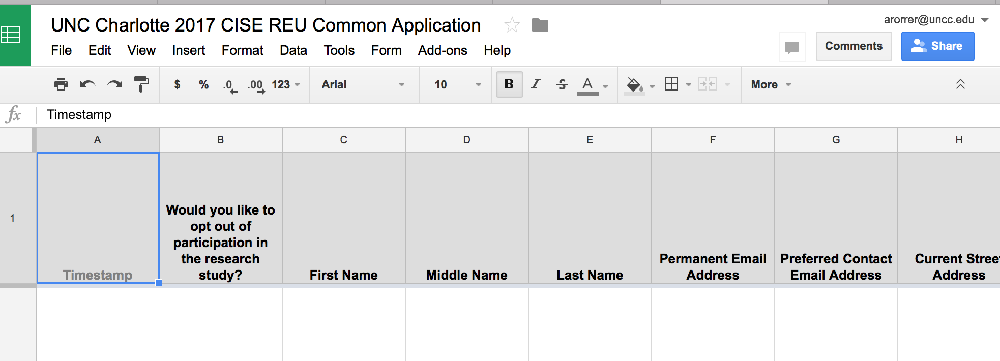 UNC Charlotte 2017 CISE REU Common Application
arorrer@uncc.edu
File Edit View Insert Format Data Tools Form Add-ons Help
Comments
Share
$ % .0 .00 123 Arial 10 B I S A More
fx Timestamp
A B C D E F G H
1
Timestamp
Would you like to
opt out of
participation in
the research
study?
First Name
Middle Name
Last Name
Permanent Email
Address
Preferred Contact
Email Address
Current Stree
Address